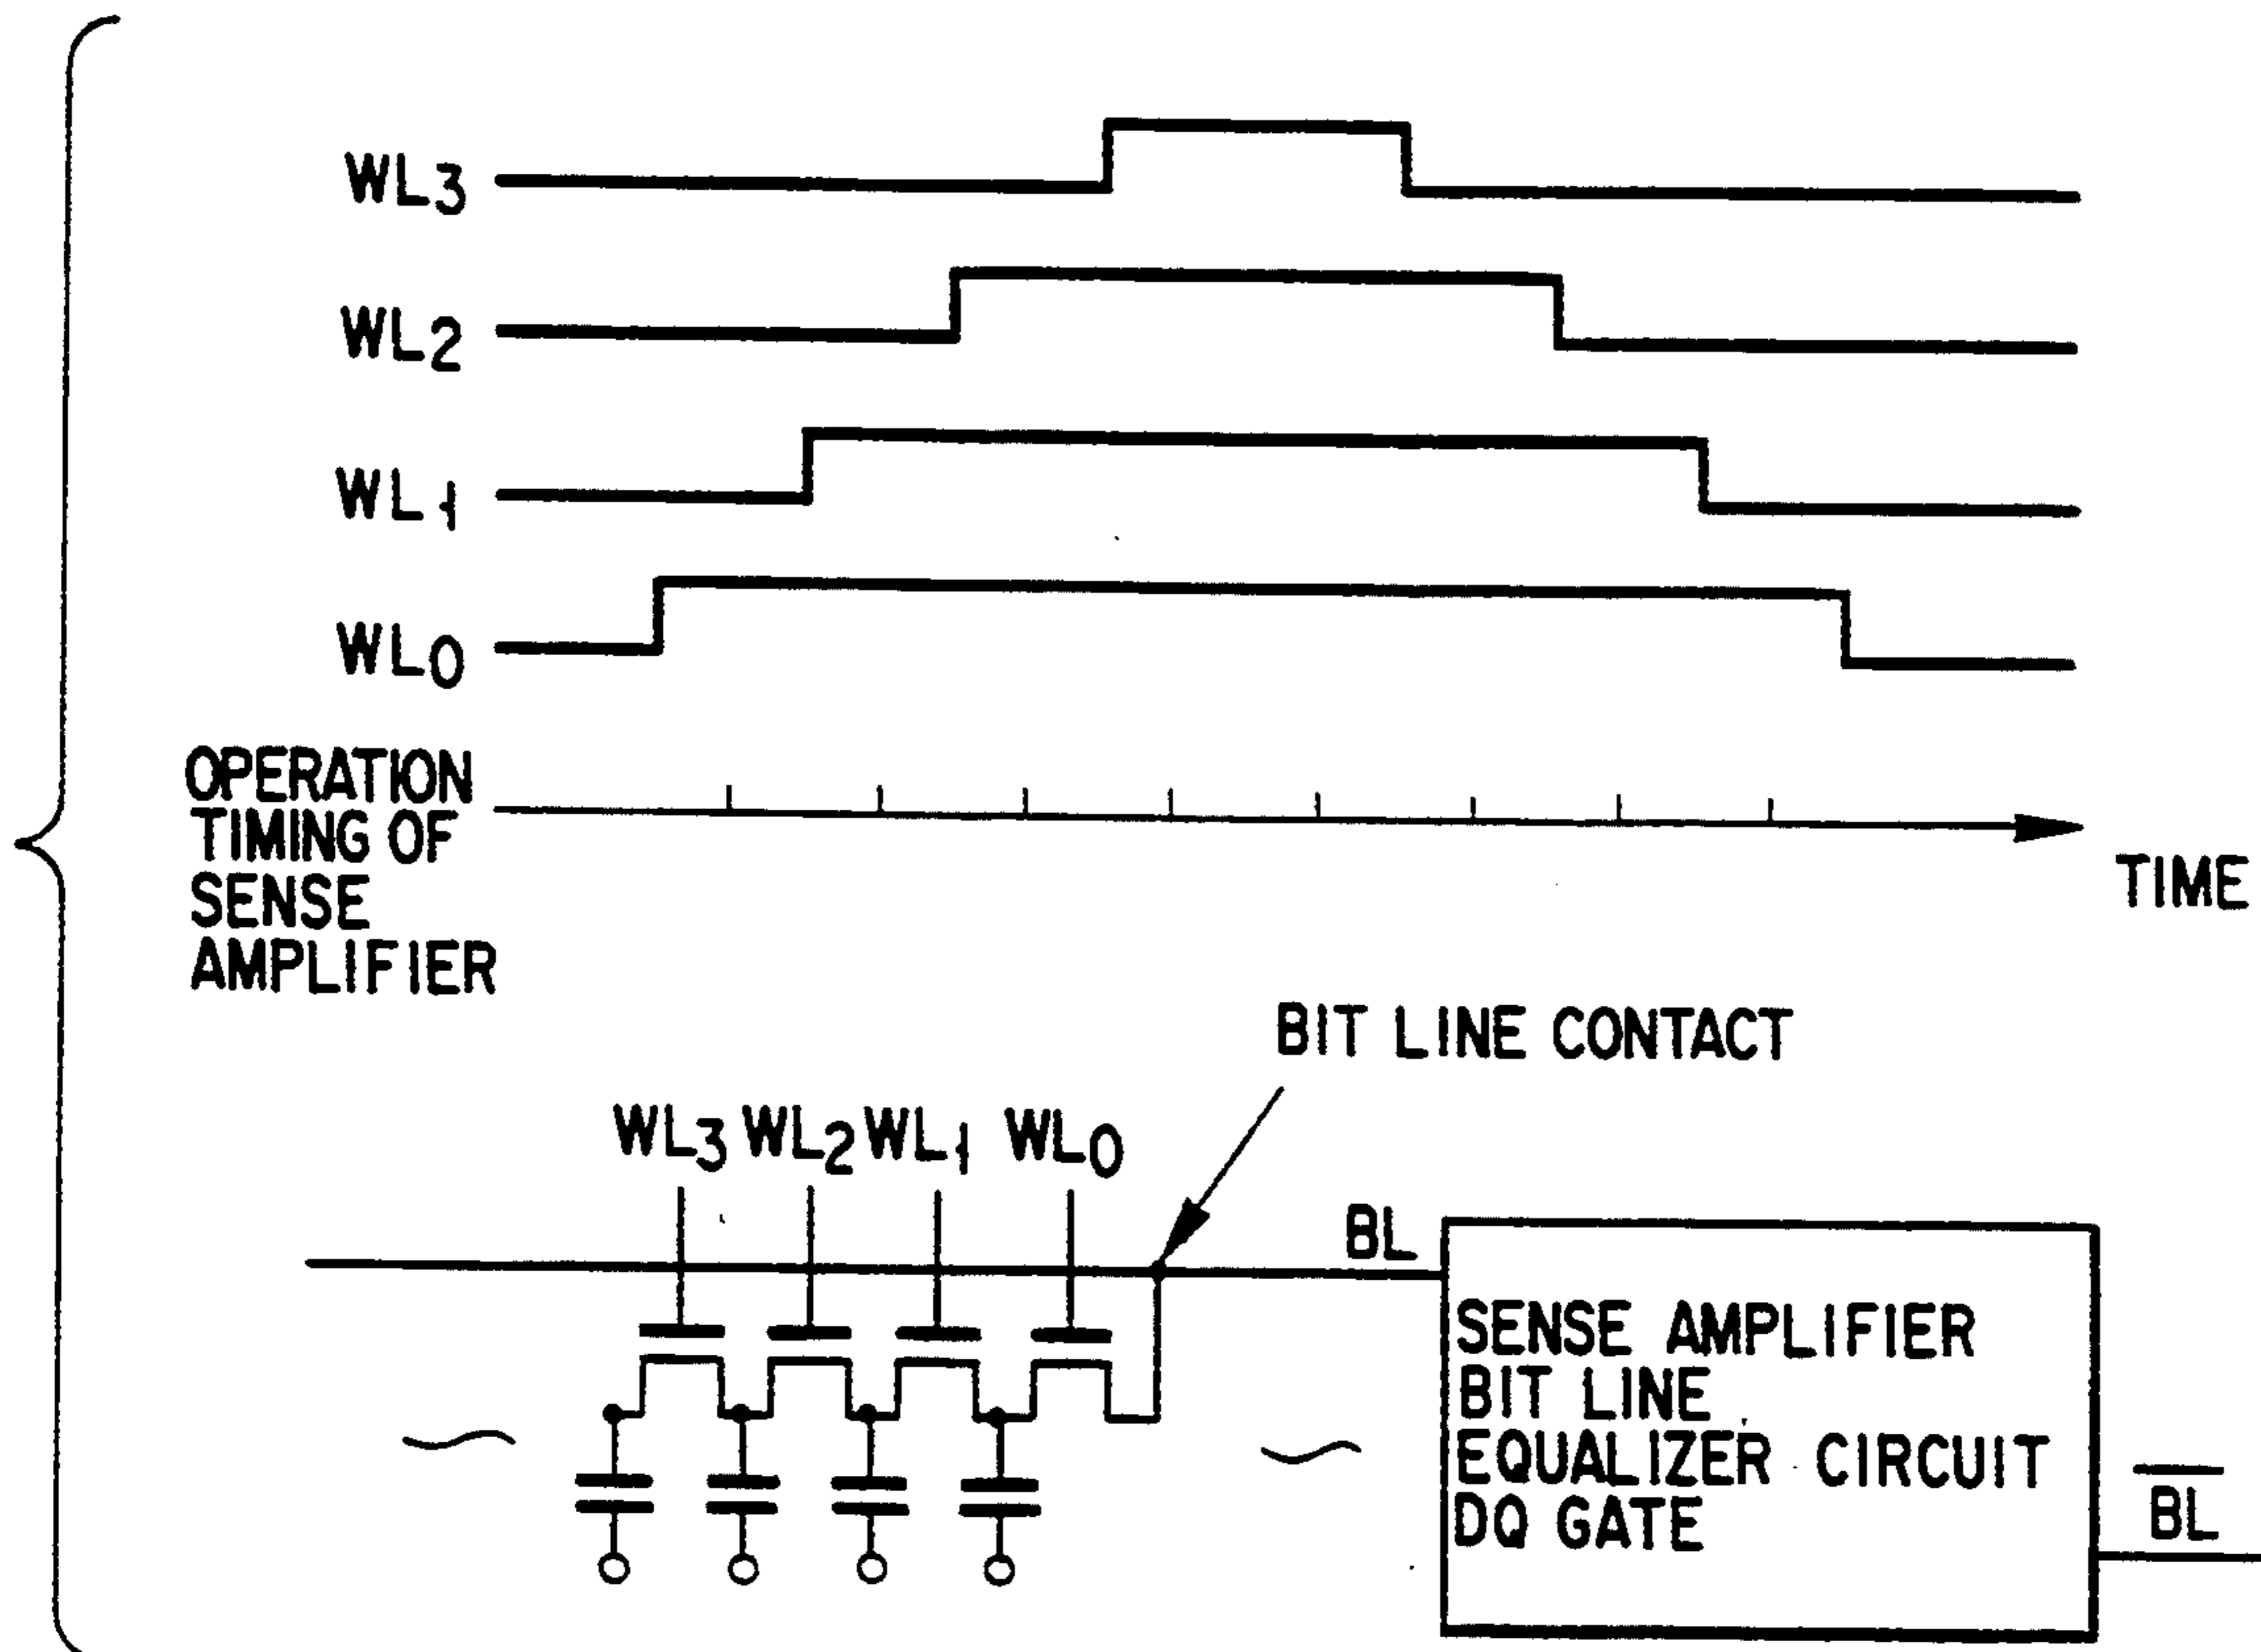 WL3
WL2
WL1
WL0
OPERATION
TIMING OF
SENSE
AMPLIFIER
TIME
BIT LINE CONTACT
WL3 WL2 WL1 WL0
BL
SENSE AMPLIFIER
BIT LINE
EQUALIZER CIRCUIT
DQ GATE
B̅L̅